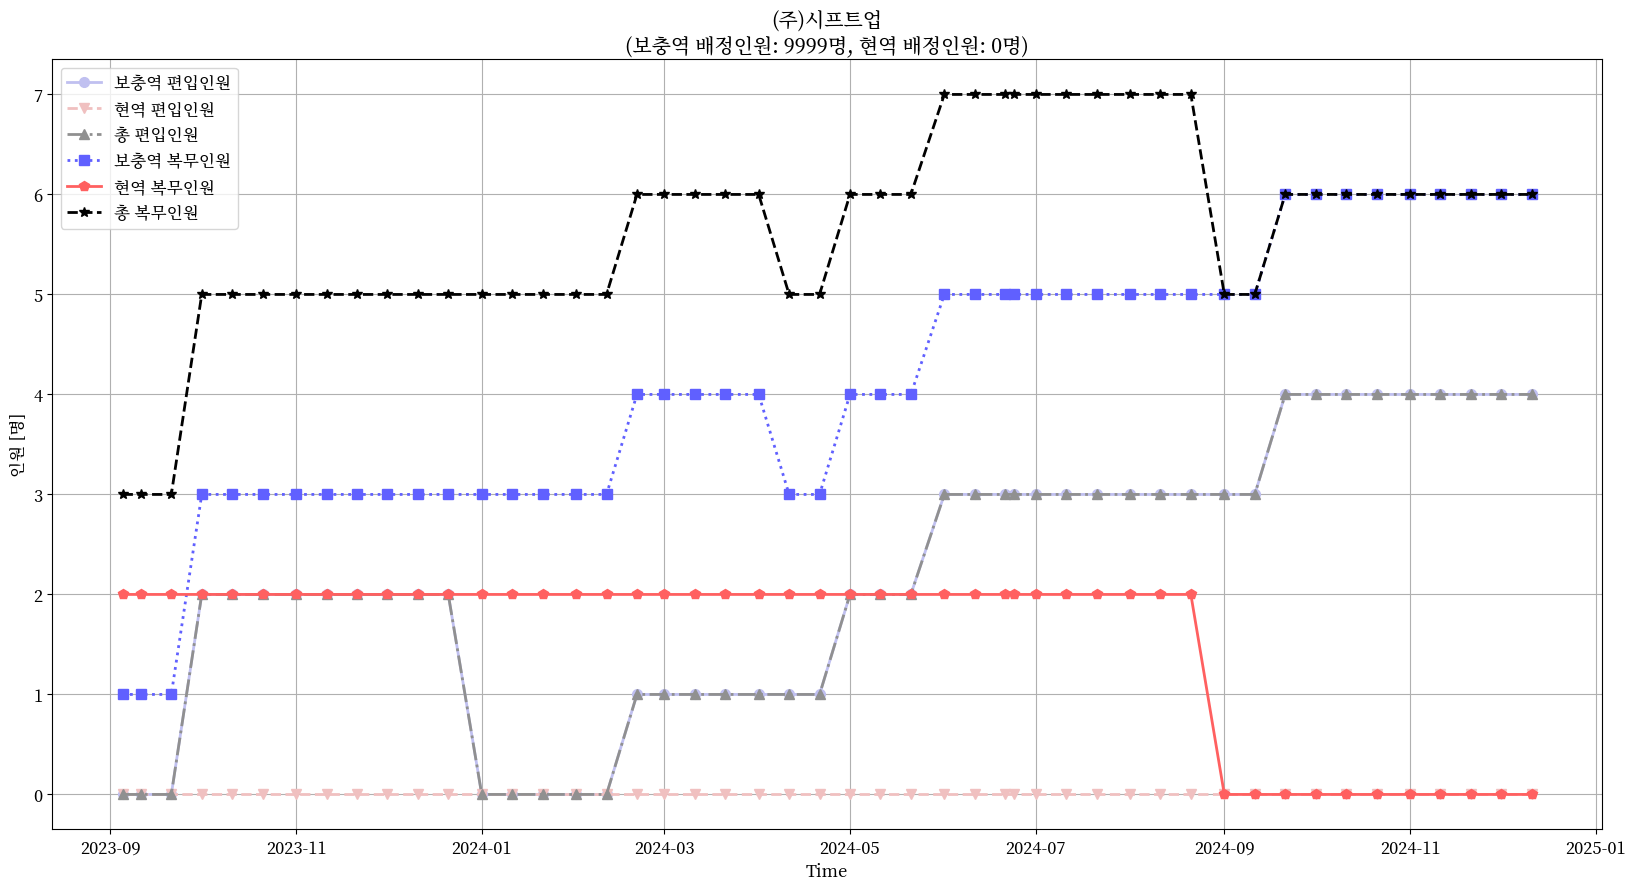 (주)시프트업
(보충역 배정인원: 9999명, 현역 배정인원: 0명)
보충역 편입인원
현역 편입인원
총 편입인원
보충역 복무인원
현역 복무인원
총 복무인원
인원 [명]
7
6
5
4
3
2
1
0
2023-09
2023-11
2024-01
2024-03
2024-05
2024-07
2024-09
2024-11
2025-01
Time